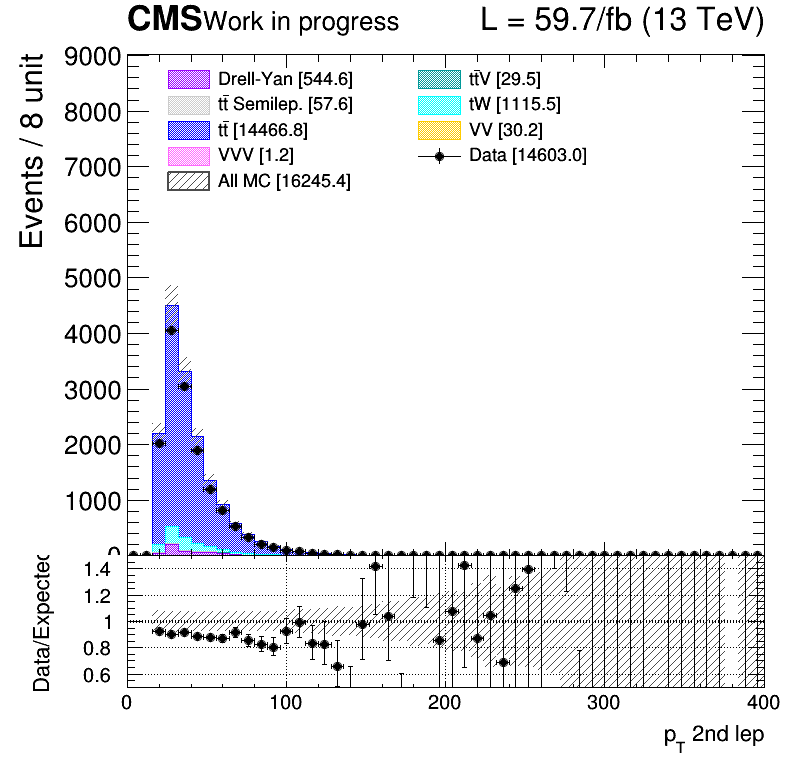 CMS Work in progress L = 59.7/fb (13 TeV)
Events / 8 unit
9000
8000
7000
6000
5000
4000
3000
2000
1000
0
Drell-Yan [544.6]
tt̄ Semilep. [57.6]
tt̄ [14466.8]
VVV [1.2]
All MC [16245.4]
tt̄V [29.5]
tW [1115.5]
VV [30.2]
Data [14603.0]
Data/Expected
1.4
1.2
1
0.8
0.6
0 100 200 300 400
p_T 2nd lep